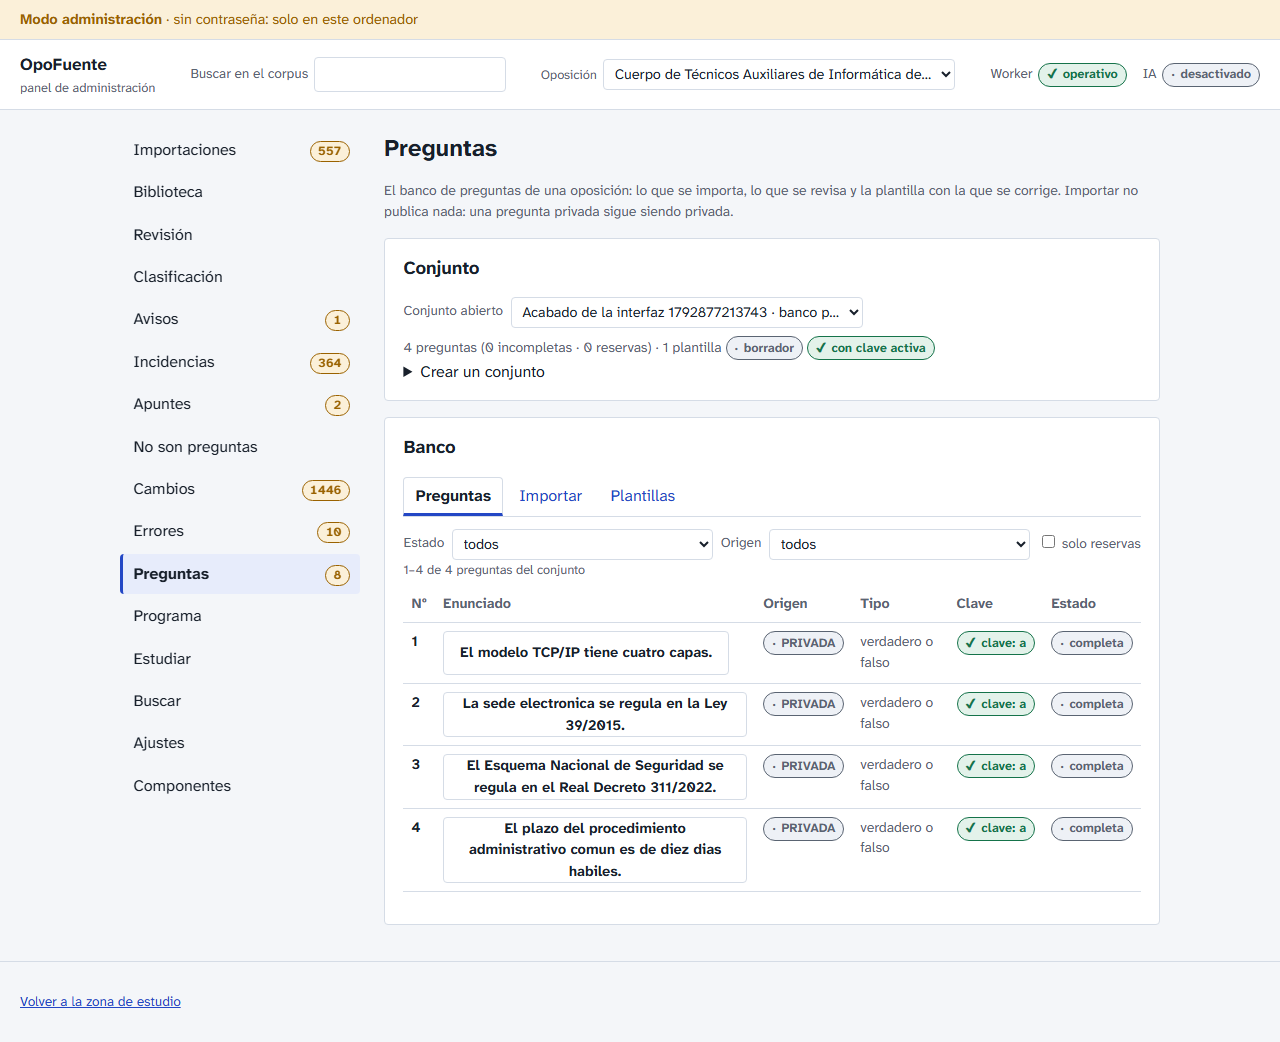 Modo administración · sin contraseña: solo en este ordenador
OpoFuente
panel de administración
Buscar en el corpus
Oposición
Cuerpo de Técnicos Auxiliares de Informática de...
Worker
✓ operativo
IA
· desactivado
Importaciones 557
Biblioteca
Revisión
Clasificación
Avisos 1
Incidencias 364
Apuntes 2
No son preguntas
Cambios 1446
Errores 10
Preguntas 8
Programa
Estudiar
Buscar
Ajustes
Componentes
Preguntas
El banco de preguntas de una oposición: lo que se importa, lo que se revisa y la plantilla con la que se corrige. Importar no
publica nada: una pregunta privada sigue siendo privada.
Conjunto
Conjunto abierto
Acabado de la interfaz 1792877213743 · banco p...
4 preguntas (0 incompletas · 0 reservas) · 1 plantilla · borrador ✓ con clave activa
Crear un conjunto
Banco
Preguntas Importar Plantillas
Estado todos Origen todos solo reservas
1–4 de 4 preguntas del conjunto
Nº Enunciado Origen Tipo Clave Estado
1 El modelo TCP/IP tiene cuatro capas. · PRIVADA verdadero o ✓ clave: a · completa
falso
2 La sede electronica se regula en la Ley · PRIVADA verdadero o ✓ clave: a · completa
39/2015. falso
3 El Esquema Nacional de Seguridad se · PRIVADA verdadero o ✓ clave: a · completa
regula en el Real Decreto 311/2022. falso
4 El plazo del procedimiento · PRIVADA verdadero o ✓ clave: a · completa
administrativo comun es de diez dias falso
habiles.
Volver a la zona de estudio